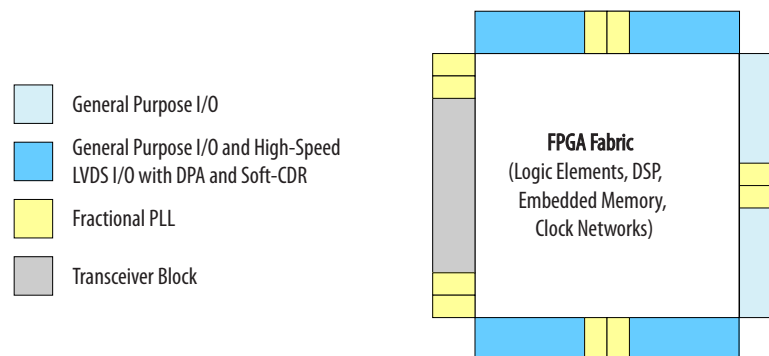 General Purpose I/O
General Purpose I/O and High-Speed
LVDS I/O with DPA and Soft-CDR
Fractional PLL
Transceiver Block
FPGA Fabric
(Logic Elements, DSP,
Embedded Memory,
Clock Networks)